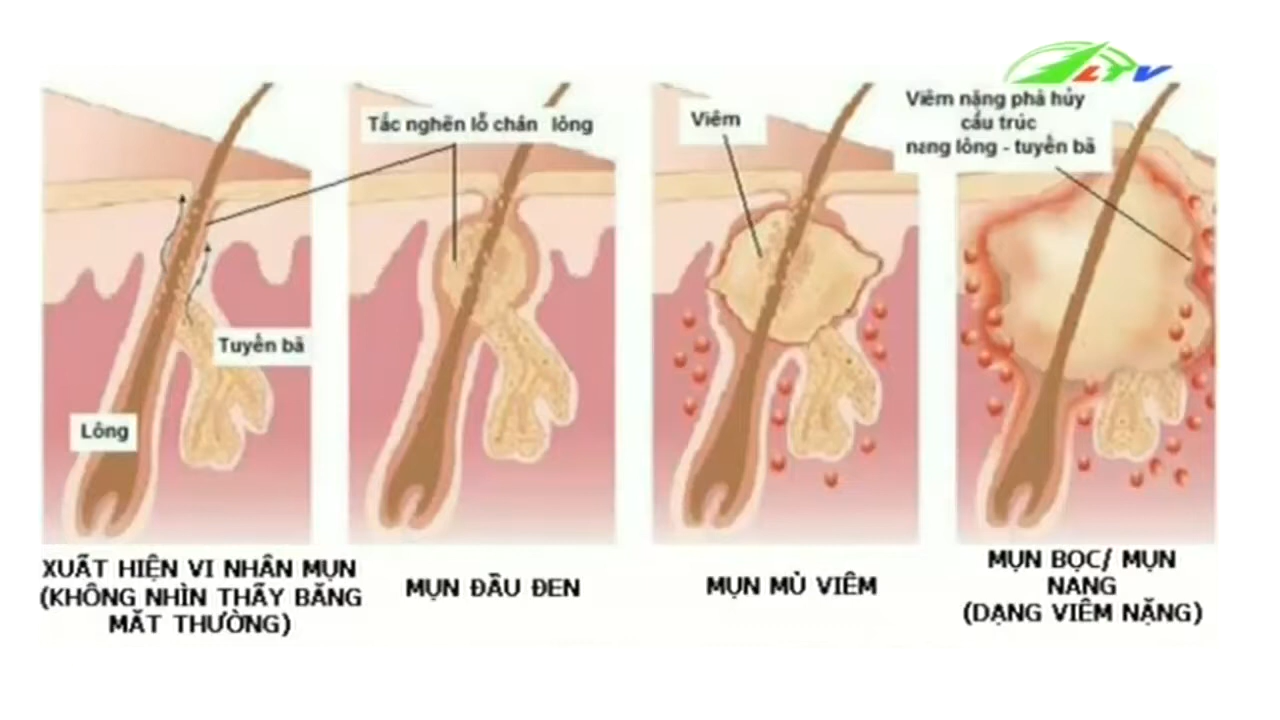 LTV
Tắc nghẽn lỗ chân lông
Viêm
Viêm nặng phá hủy
cấu trúc
nang lông - tuyến bã
Tuyến bã
Lông
XUẤT HIỆN VI NHÂN MỤN
(KHÔNG NHÌN THẤY BẰNG
MẮT THƯỜNG)
MỤN ĐẦU ĐEN
MỤN MỦ VIÊM
MỤN BỌC/ MỤN
NANG
(DẠNG VIÊM NẶNG)